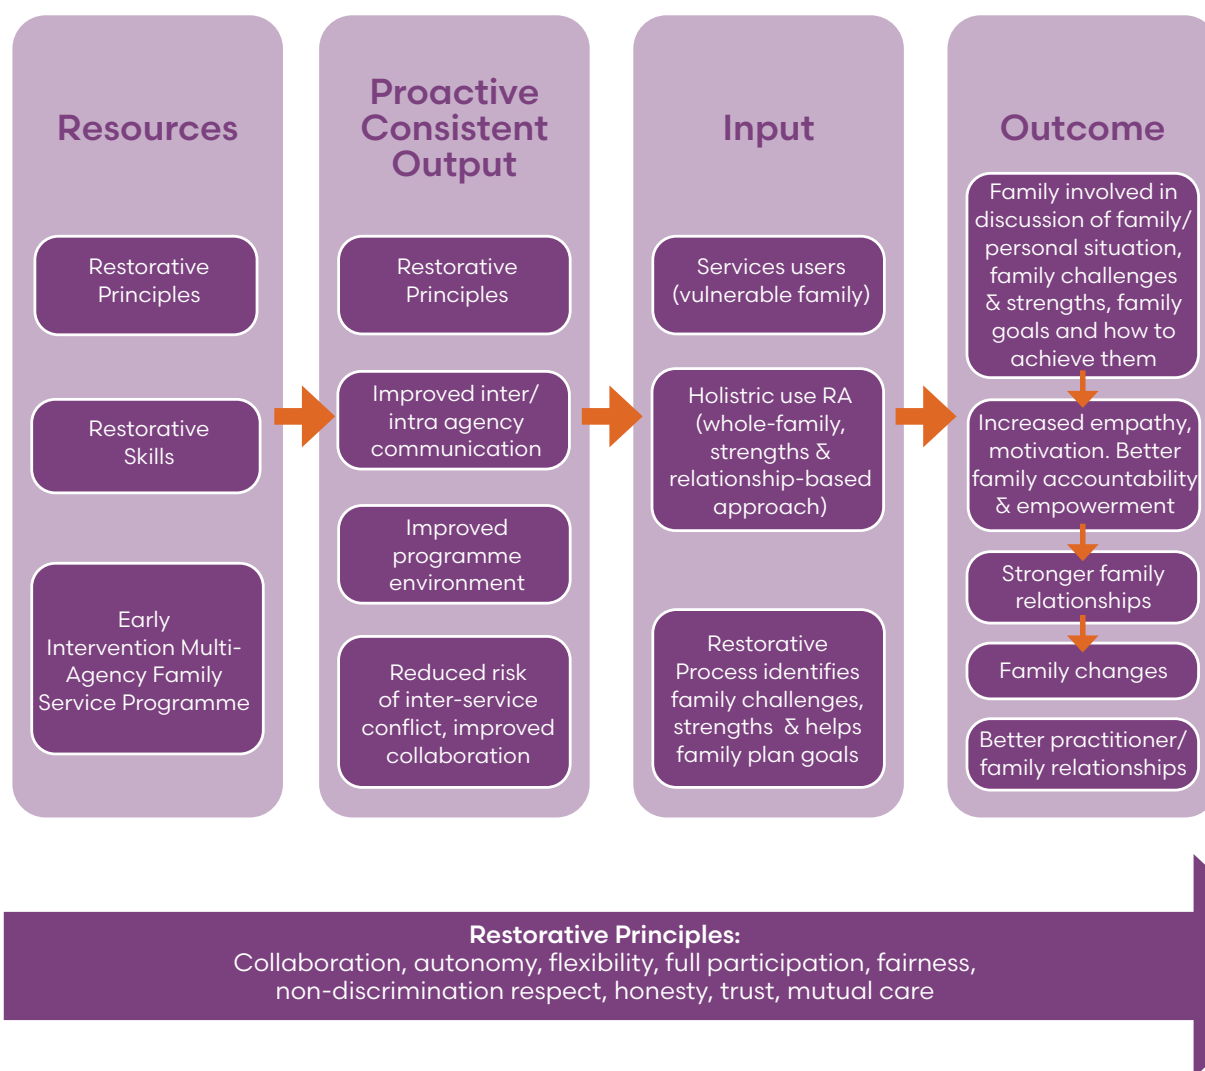 Resources
Restorative
Principles
Restorative
Skills
Early
Intervention Multi-
Agency Family
Service Programme
Proactive
Consistent
Output
Restorative
Principles
Improved inter/
intra agency
communication
Improved
programme
environment
Reduced risk
of inter-service
conflict, improved
collaboration
Input
Services users
(vulnerable family)
Holistric use RA
(whole-family,
strengths &
relationship-based
approach)
Restorative
Process identifies
family challenges,
strengths & helps
family plan goals
Outcome
Family involved in
discussion of family/
personal situation,
family challenges
& strengths, family
goals and how to
achieve them
Increased empathy,
motivation. Better
family accountability
& empowerment
Stronger family
relationships
Family changes
Better practitioner/
family relationships
Restorative Principles:
Collaboration, autonomy, flexibility, full participation, fairness,
non-discrimination respect, honesty, trust, mutual care